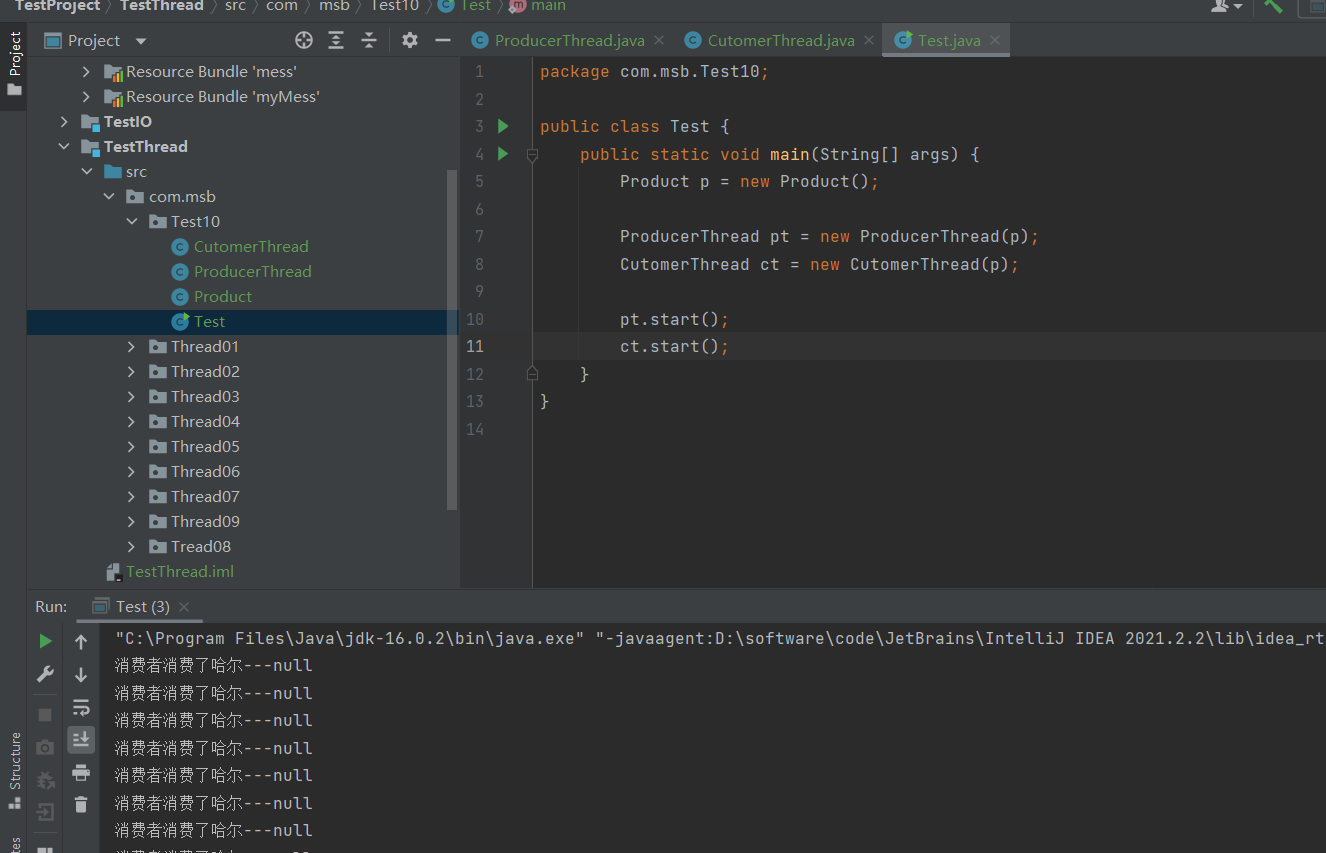 TestProject > TestThread > src > com > msb > Test10 > Test > main
Project
Project
ProducerThread.java
CutomerThread.java
Test.java
Resource Bundle 'mess'
Resource Bundle 'myMess'
TestIO
TestThread
src
com.msb
Test10
CutomerThread
ProducerThread
Product
Test
Thread01
Thread02
Thread03
Thread04
Thread05
Thread06
Thread07
Thread09
Tread08
TestThread.iml
1 package com.msb.Test10;
2
3 public class Test {
4 public static void main(String[] args) {
5 Product p = new Product();
6
7 ProducerThread pt = new ProducerThread(p);
8 CutomerThread ct = new CutomerThread(p);
9
10 pt.start();
11 ct.start();
12 }
13 }
14
Run: Test (3)
"C:\Program Files\Java\jdk-16.0.2\bin\java.exe" "-javaagent:D:\software\code\JetBrains\IntelliJ IDEA 2021.2.2\lib\idea_rt
消费者消费了哈尔---null
消费者消费了哈尔---null
消费者消费了哈尔---null
消费者消费了哈尔---null
消费者消费了哈尔---null
消费者消费了哈尔---null
消费者消费了哈尔---null
Structure